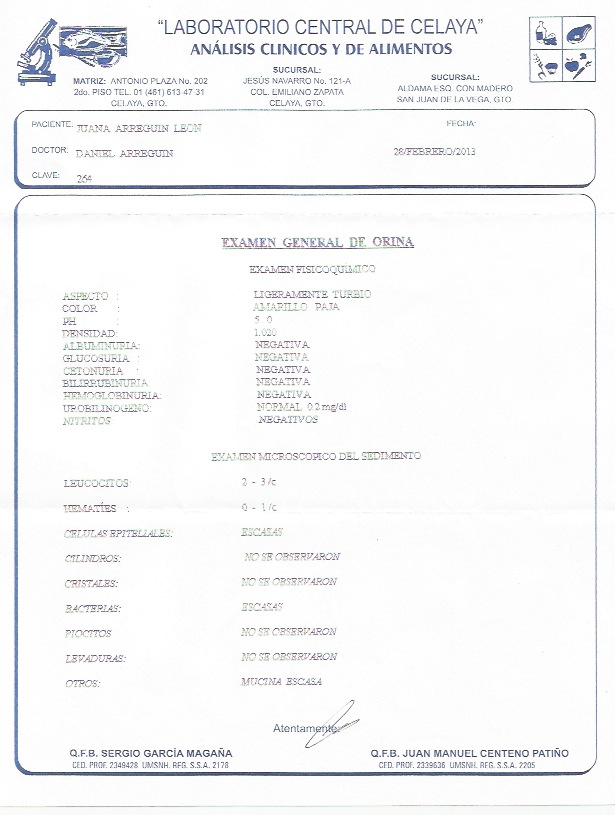 "LABORATORIO CENTRAL DE CELAYA"
ANÁLISIS CLINICOS Y DE ALIMENTOS
MATRIZ: ANTONIO PLAZA No. 202
2do. PISO TEL. 01 (461) 613 47 31
CELAYA, GTO.
SUCURSAL:
JESÚS NAVARRO No. 121-A
COL. EMILIANO ZAPATA
CELAYA, GTO.
SUCURSAL:
ALDAMA ESQ. CON MADERO
SAN JUAN DE LA VEGA, GTO.
PACIENTE: JUANA ARREGUIN LEON
FECHA:
DOCTOR: DANIEL ARREGUIN
28/FEBRERO/2013
CLAVE: 264
EXAMEN GENERAL DE ORINA
EXAMEN FISICOQUIMICO
ASPECTO : LIGERAMENTE TURBIO
COLOR : AMARILLO PAJA
PH : 5.0
DENSIDAD: 1.020
ALBUMINURIA: NEGATIVA
GLUCOSURIA : NEGATIVA
CETONURIA : NEGATIVA
BILIRRUBINURIA NEGATIVA
HEMOGLOBINURIA: NEGATIVA
UROBILINOGENO: NORMAL 0.2 mg/dl
NITRITOS NEGATIVOS
EXAMEN MICROSCOPICO DEL SEDIMENTO
LEUCOCITOS: 2 - 3/c
HEMATÍES : 0 - 1/c
CELULAS EPITELIALES: ESCASAS
CILINDROS: NO SE OBSERVARON
CRISTALES: NO SE OBSERVARON
BACTERIAS: ESCASAS
PIOCITOS NO SE OBSERVARON
LEVADURAS: NO SE OBSERVARON
OTROS: MUCINA ESCASA
Atentamente:
Q.F.B. SERGIO GARCÍA MAGAÑA
CED. PROF. 2349428 UMSNH. REG. S.S.A. 2178
Q.F.B. JUAN MANUEL CENTENO PATIÑO
CED. PROF. 2339636 UMSNH. REG. S.S.A. 2205